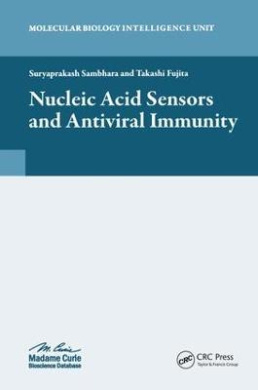 MOLECULAR BIOLOGY INTELLIGENCE UNIT
Suryaprakash Sambhara and Takashi Fujita
Nucleic Acid Sensors
and Antiviral Immunity
M. Curie
Madame Curie
Bioscience Database
CRC Press
Taylor & Francis Group